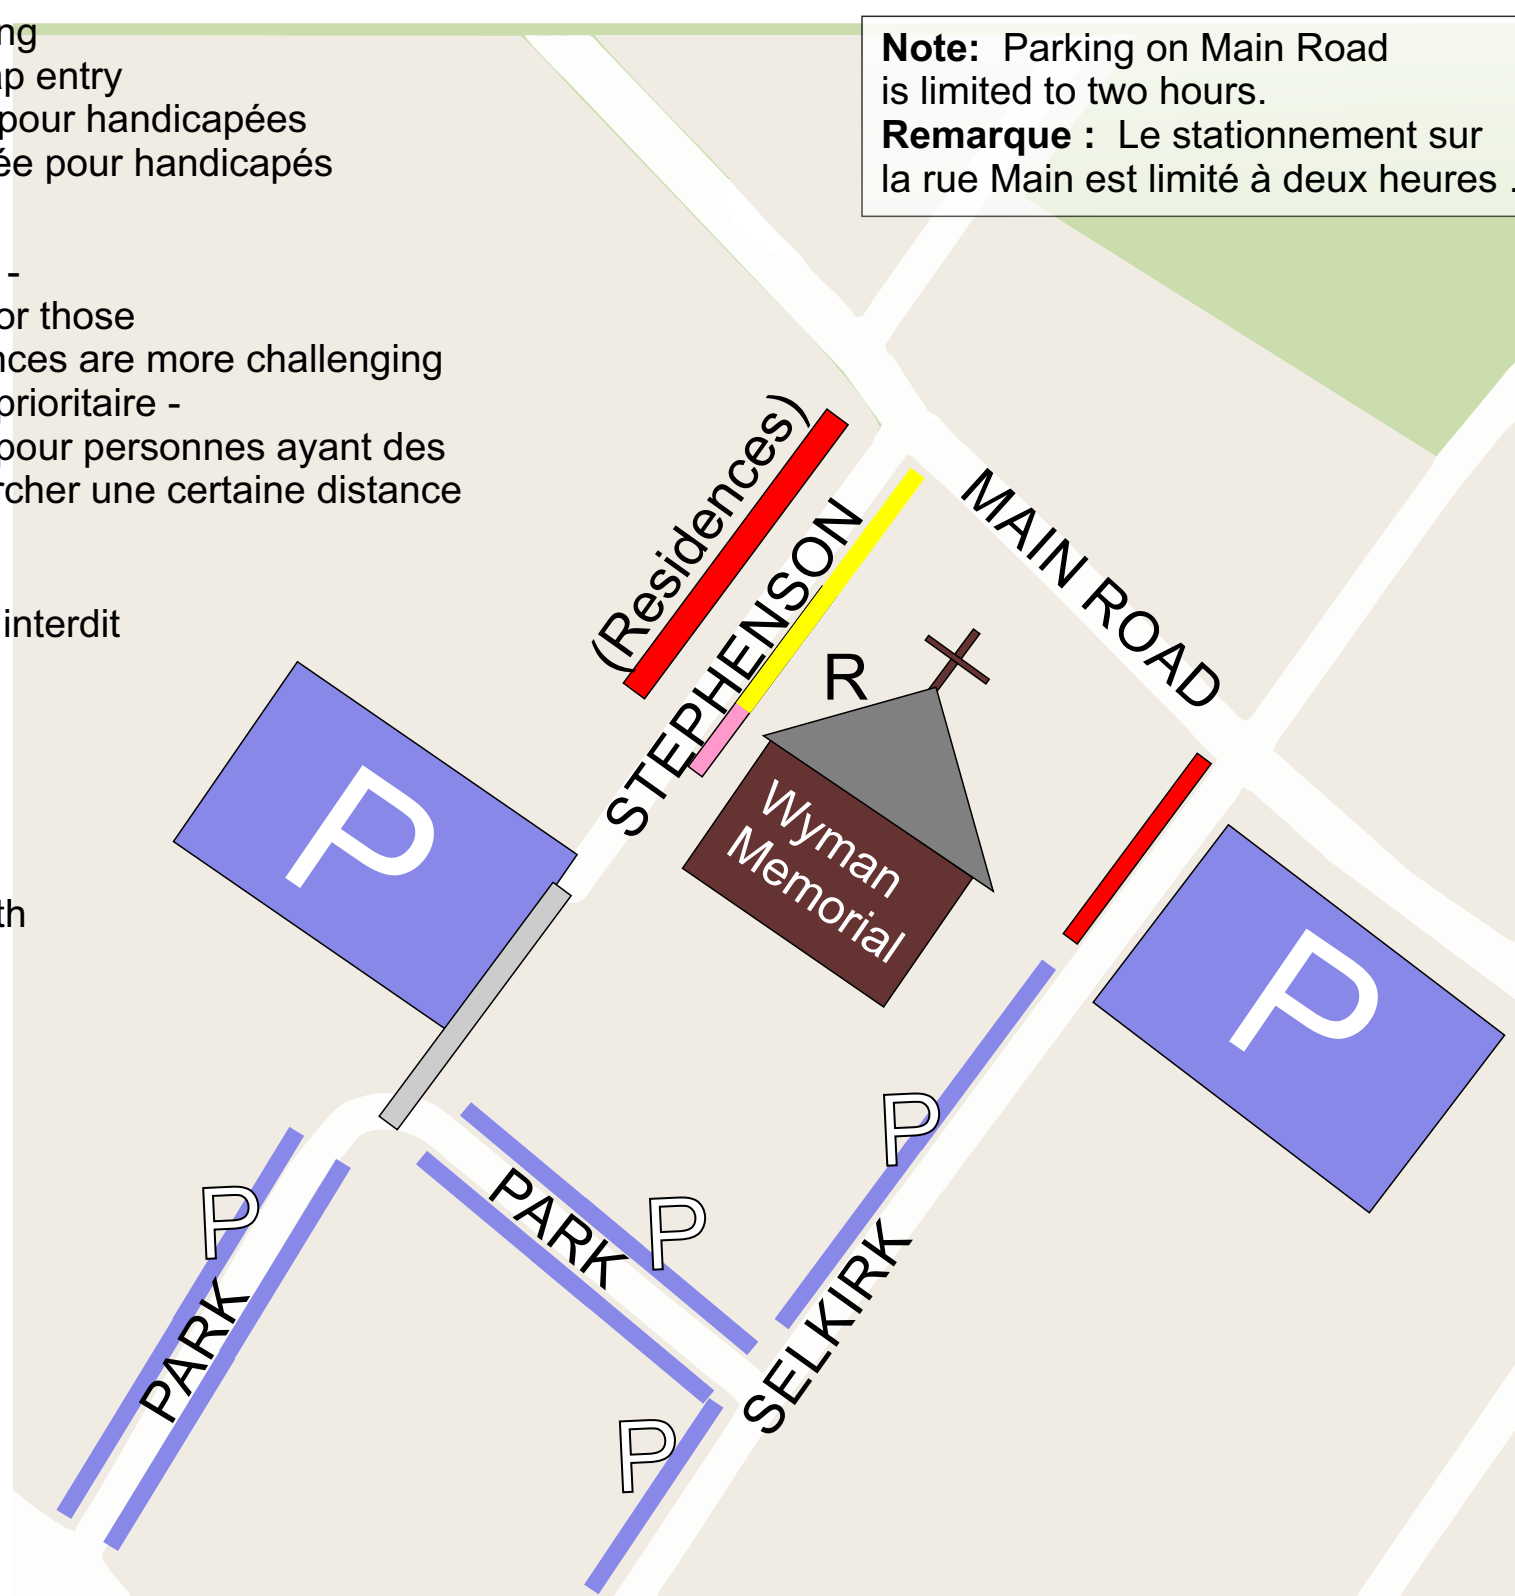 ng
ap entry
pour handicapées
ée pour handicapés
-
or those
nces are more challenging
prioritaire -
pour personnes ayant des
rcher une certaine distance
interdit
th
Note: Parking on Main Road
is limited to two hours.
Remarque : Le stationnement sur
la rue Main est limité à deux heures .
(Residences)
STEPHENSON
MAIN ROAD
R
Wyman
Memorial
P
P
P
P
PARK
P
PARK
SELKIRK
P